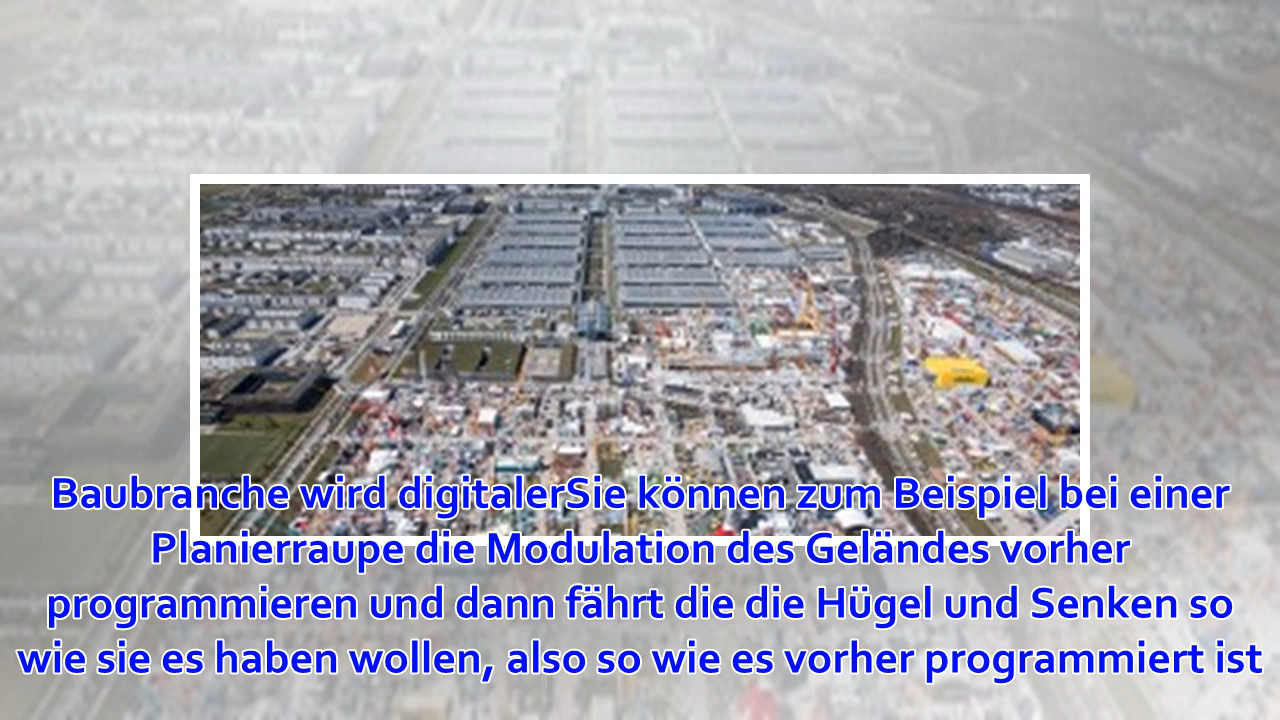 Baubranche wird digitalerSie können zum Beispiel bei einer
Planierraupe die Modulation des Geländes vorher
programmieren und dann fährt die die Hügel und Senken so
wie sie es haben wollen, also so wie es vorher programmiert ist